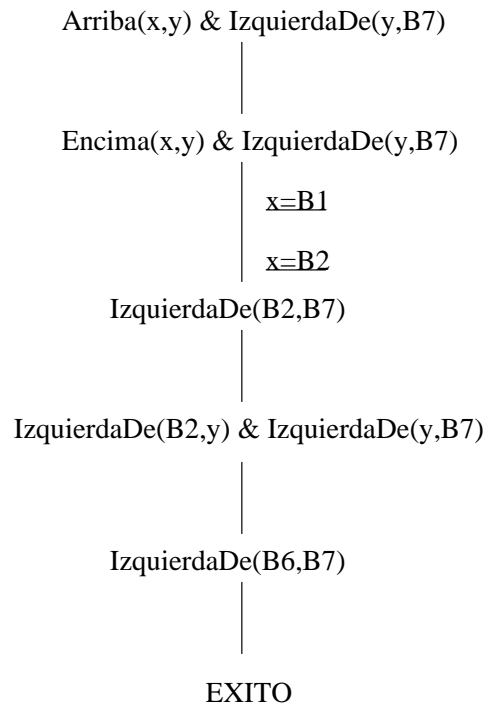 Arriba(x,y) & IzquierdaDe(y,B7)
Encima(x,y) & IzquierdaDe(y,B7)
x=B1
x=B2
IzquierdaDe(B2,B7)
IzquierdaDe(B2,y) & IzquierdaDe(y,B7)
IzquierdaDe(B6,B7)
EXITO